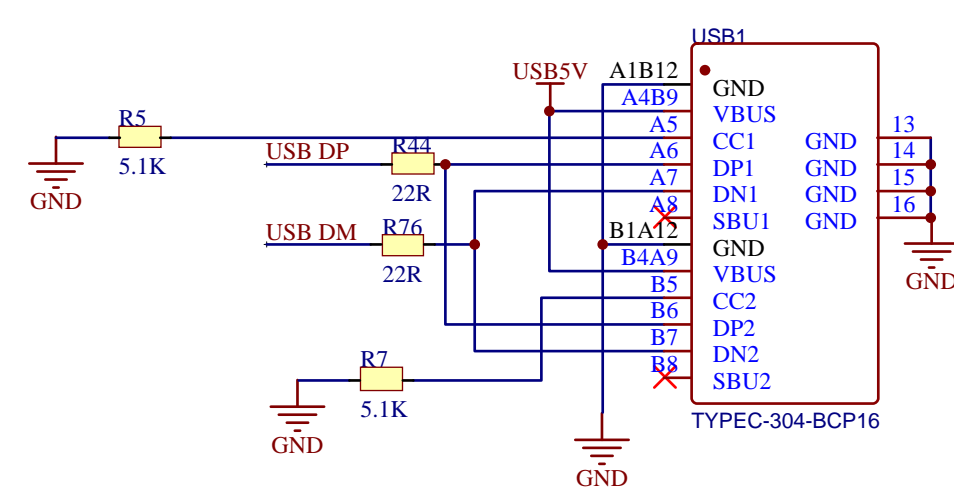 USB1
USB5V
A1B12
GND
A4B9
VBUS
R5
5.1K
GND
A5
CC1
GND
13
USB DP
R44
22R
A6
DP1
GND
14
A7
DN1
GND
15
A8
SBU1
GND
16
USB DM
R76
22R
B1A12
GND
GND
B4A9
VBUS
B5
CC2
B6
DP2
B7
DN2
R7
5.1K
GND
B8
SBU2
TYPEC-304-BCP16
GND